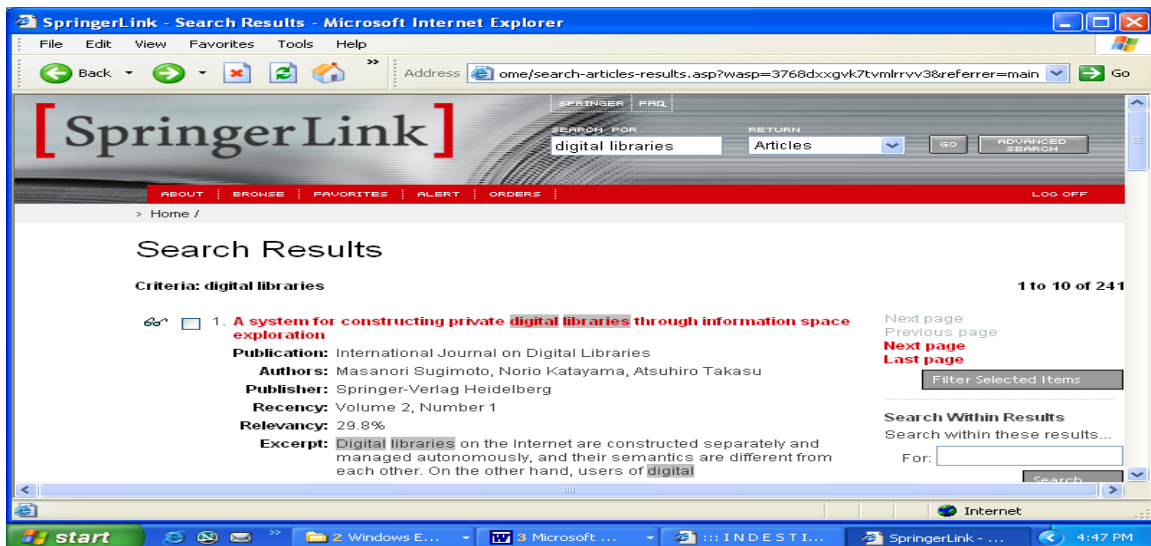 SpringerLink - Search Results - Microsoft Internet Explorer
File Edit View Favorites Tools Help
Back » Address ome/search-articles-results.asp?wasp=3768dxxgvk7tvmlrrvv3&referrer=main Go
SPRINGER FAQ
[SpringerLink]
SEARCH FOR RETURN
digital libraries Articles GO ADVANCED SEARCH
ABOUT BROWSE FAVORITES ALERT ORDERS LOG OFF
> Home /
Search Results
Criteria: digital libraries 1 to 10 of 241
1. A system for constructing private digital libraries through information space
exploration
Publication: International Journal on Digital Libraries
Authors: Masanori Sugimoto, Norio Katayama, Atsuhiro Takasu
Publisher: Springer-Verlag Heidelberg
Recency: Volume 2, Number 1
Relevancy: 29.8%
Excerpt: Digital libraries on the Internet are constructed separately and
managed autonomously, and their semantics are different from
each other. On the other hand, users of digital
Next page
Previous page
Next page
Last page
Filter Selected Items
Search Within Results
Search within these results...
For:
Search
Internet
start » 2 Windows E... W 3 Microsoft ... ::: I N D E S T I... SpringerLink - ... 4:47 PM